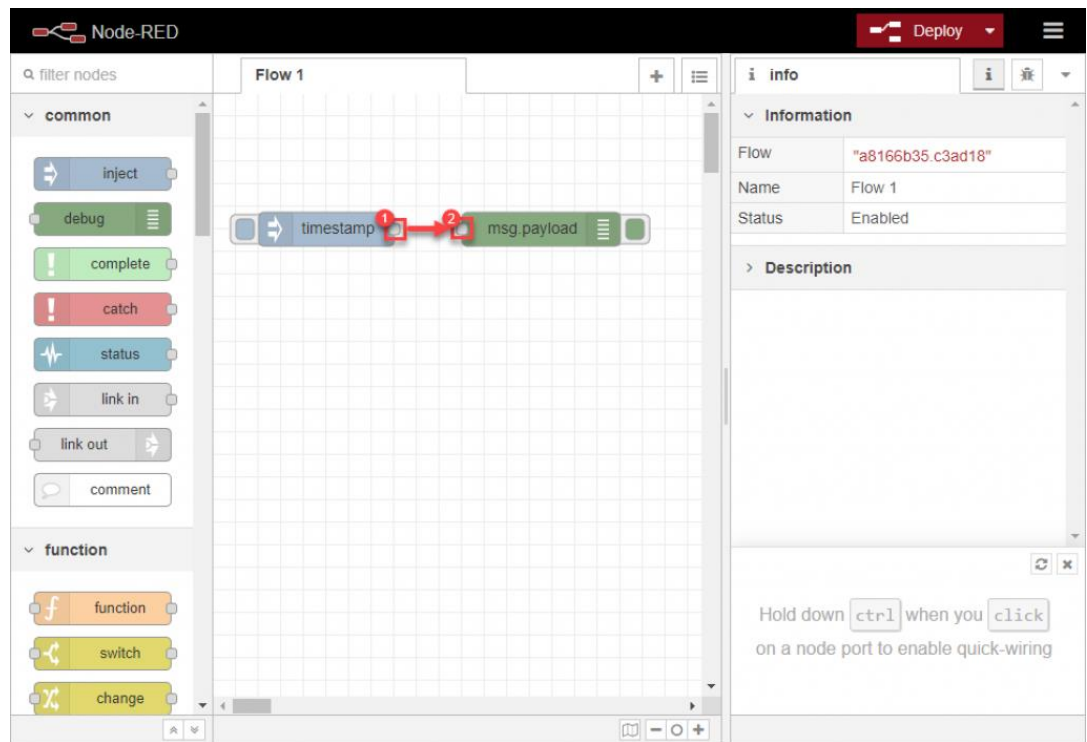 Node-RED
Deploy
filter nodes
Flow 1
i info
i
common
inject
debug
complete
catch
status
link in
link out
comment
function
f function
switch
change
timestamp
1
2
msg.payload
Information
Flow "a8166b35.c3ad18"
Name Flow 1
Status Enabled
Description
Hold down ctrl when you click
on a node port to enable quick-wiring